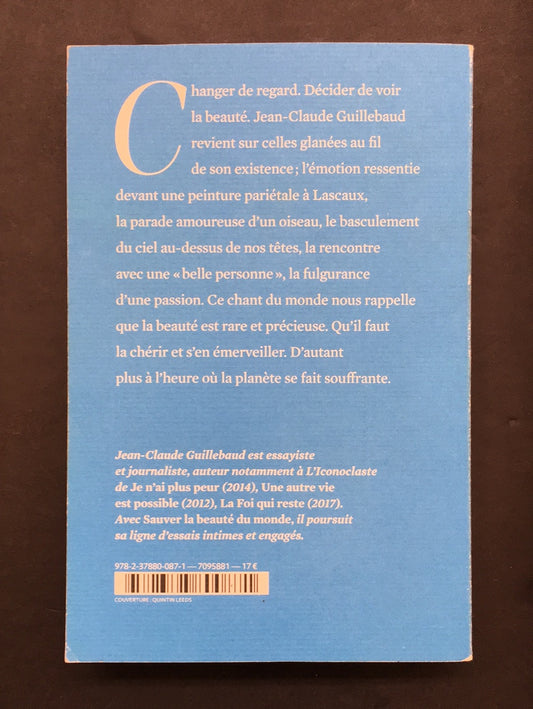 Changer de regard. Décider de voir
la beauté. Jean-Claude Guillebaud
revient sur celles glanées au fil
de son existence ; l’émotion ressentie
devant une peinture pariétale à Lascaux,
la parade amoureuse d’un oiseau, le basculement
du ciel au-dessus de nos têtes, la rencontre
avec une « belle personne », la fulgurance
d’une passion. Ce chant du monde nous rappelle
que la beauté est rare et précieuse. Qu’il faut
la chérir et s’en émerveiller. D’autant
plus à l’heure où la planète se fait souffrante.
Jean-Claude Guillebaud est essayiste
et journaliste, auteur notamment à L’Iconoclaste
de Je n’ai plus peur (2014), Une autre vie
est possible (2012), La Foi qui reste (2017).
Avec Sauver la beauté du monde, il poursuit
sa ligne d’essais intimes et engagés.
978-2-37880-087-1 — 7095881 — 17 €
COUVERTURE : QUINTIN LEEDS